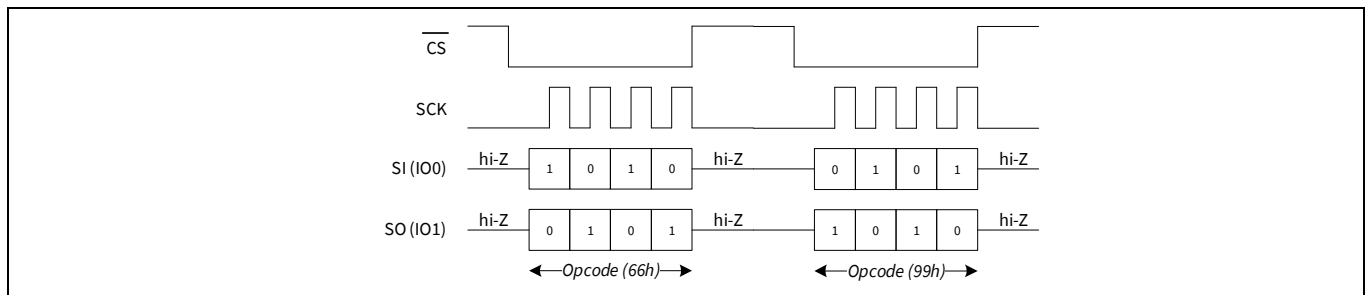 CS
SCK
SI (IO0) hi-Z 1 0 1 0 hi-Z 0 1 0 1 hi-Z
SO (IO1) hi-Z 0 1 0 1 hi-Z 1 0 1 0 hi-Z
Opcode (66h) Opcode (99h)